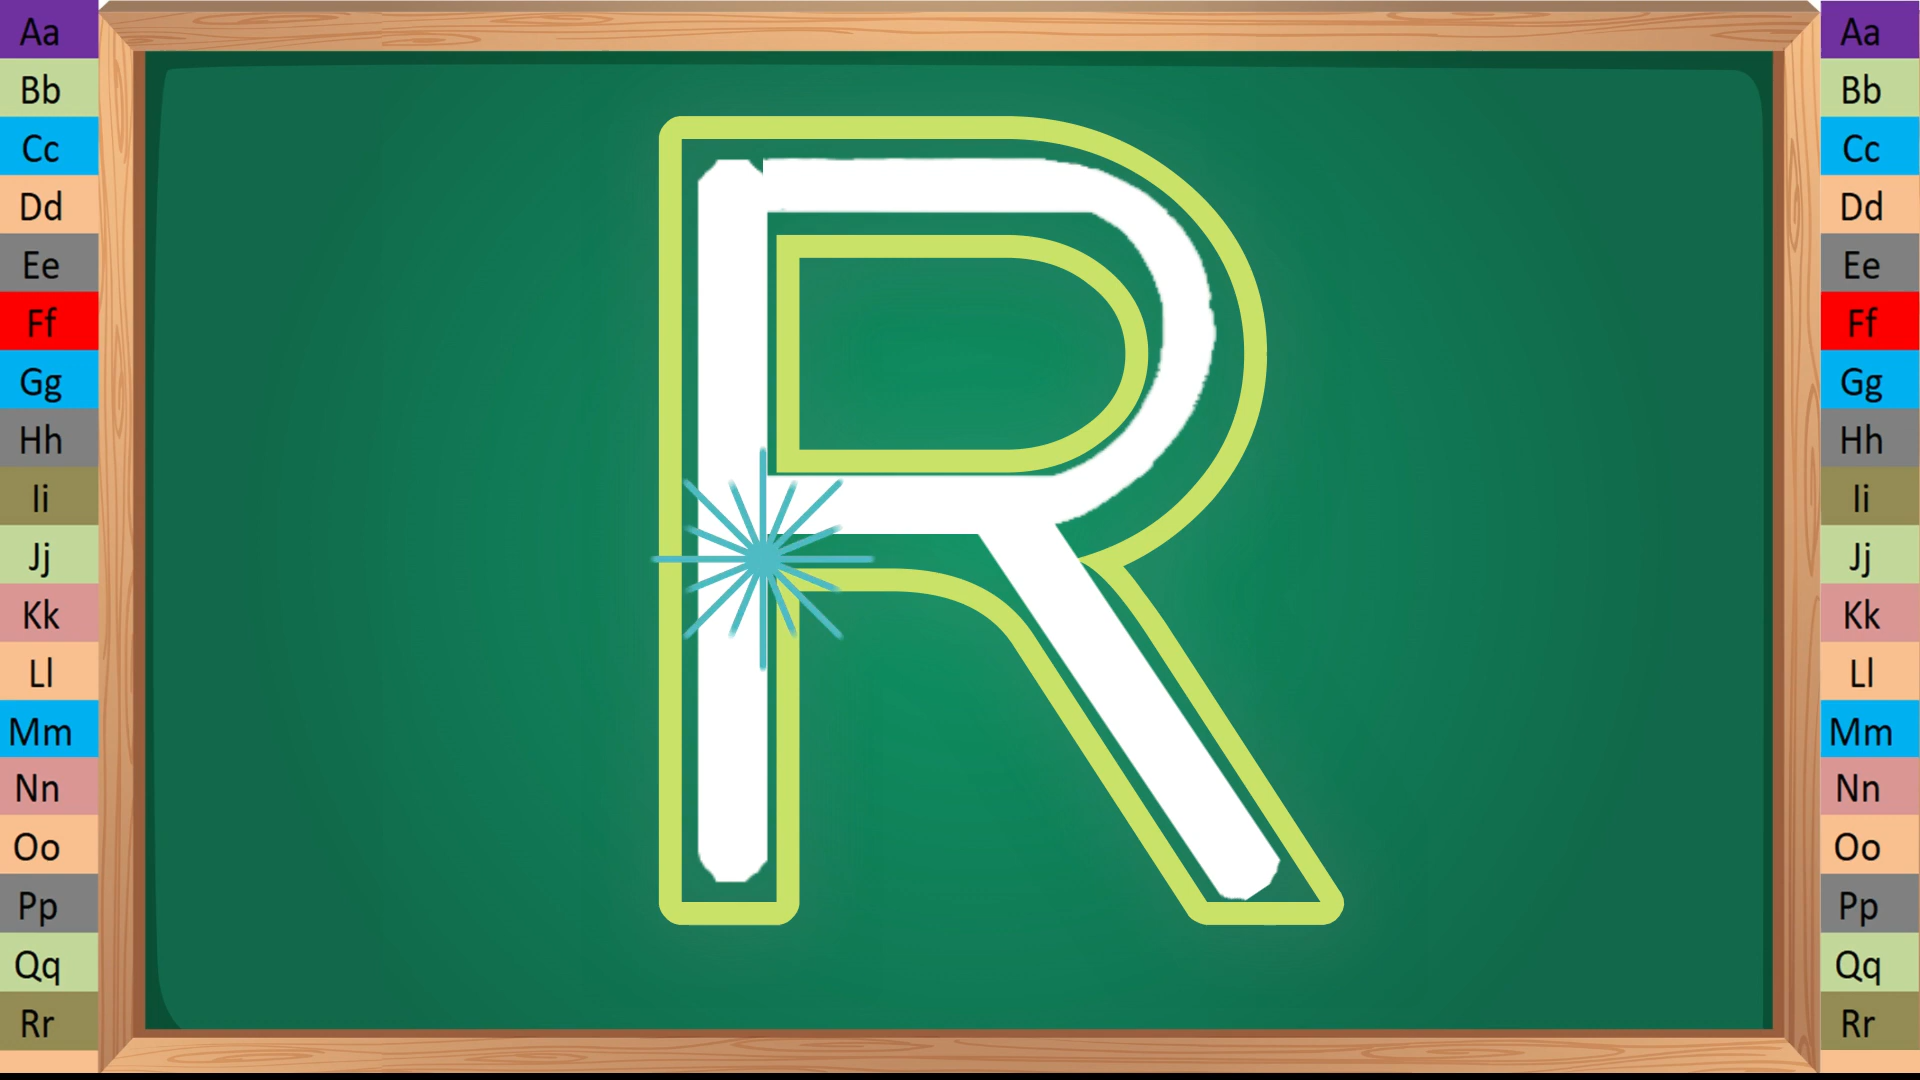 Aa
Bb
Cc
Dd
Ee
Ff
Gg
Hh
Ii
Jj
Kk
Ll
Mm
Nn
Oo
Pp
Qq
Rr
R
Aa
Bb
Cc
Dd
Ee
Ff
Gg
Hh
Ii
Jj
Kk
Ll
Mm
Nn
Oo
Pp
Qq
Rr